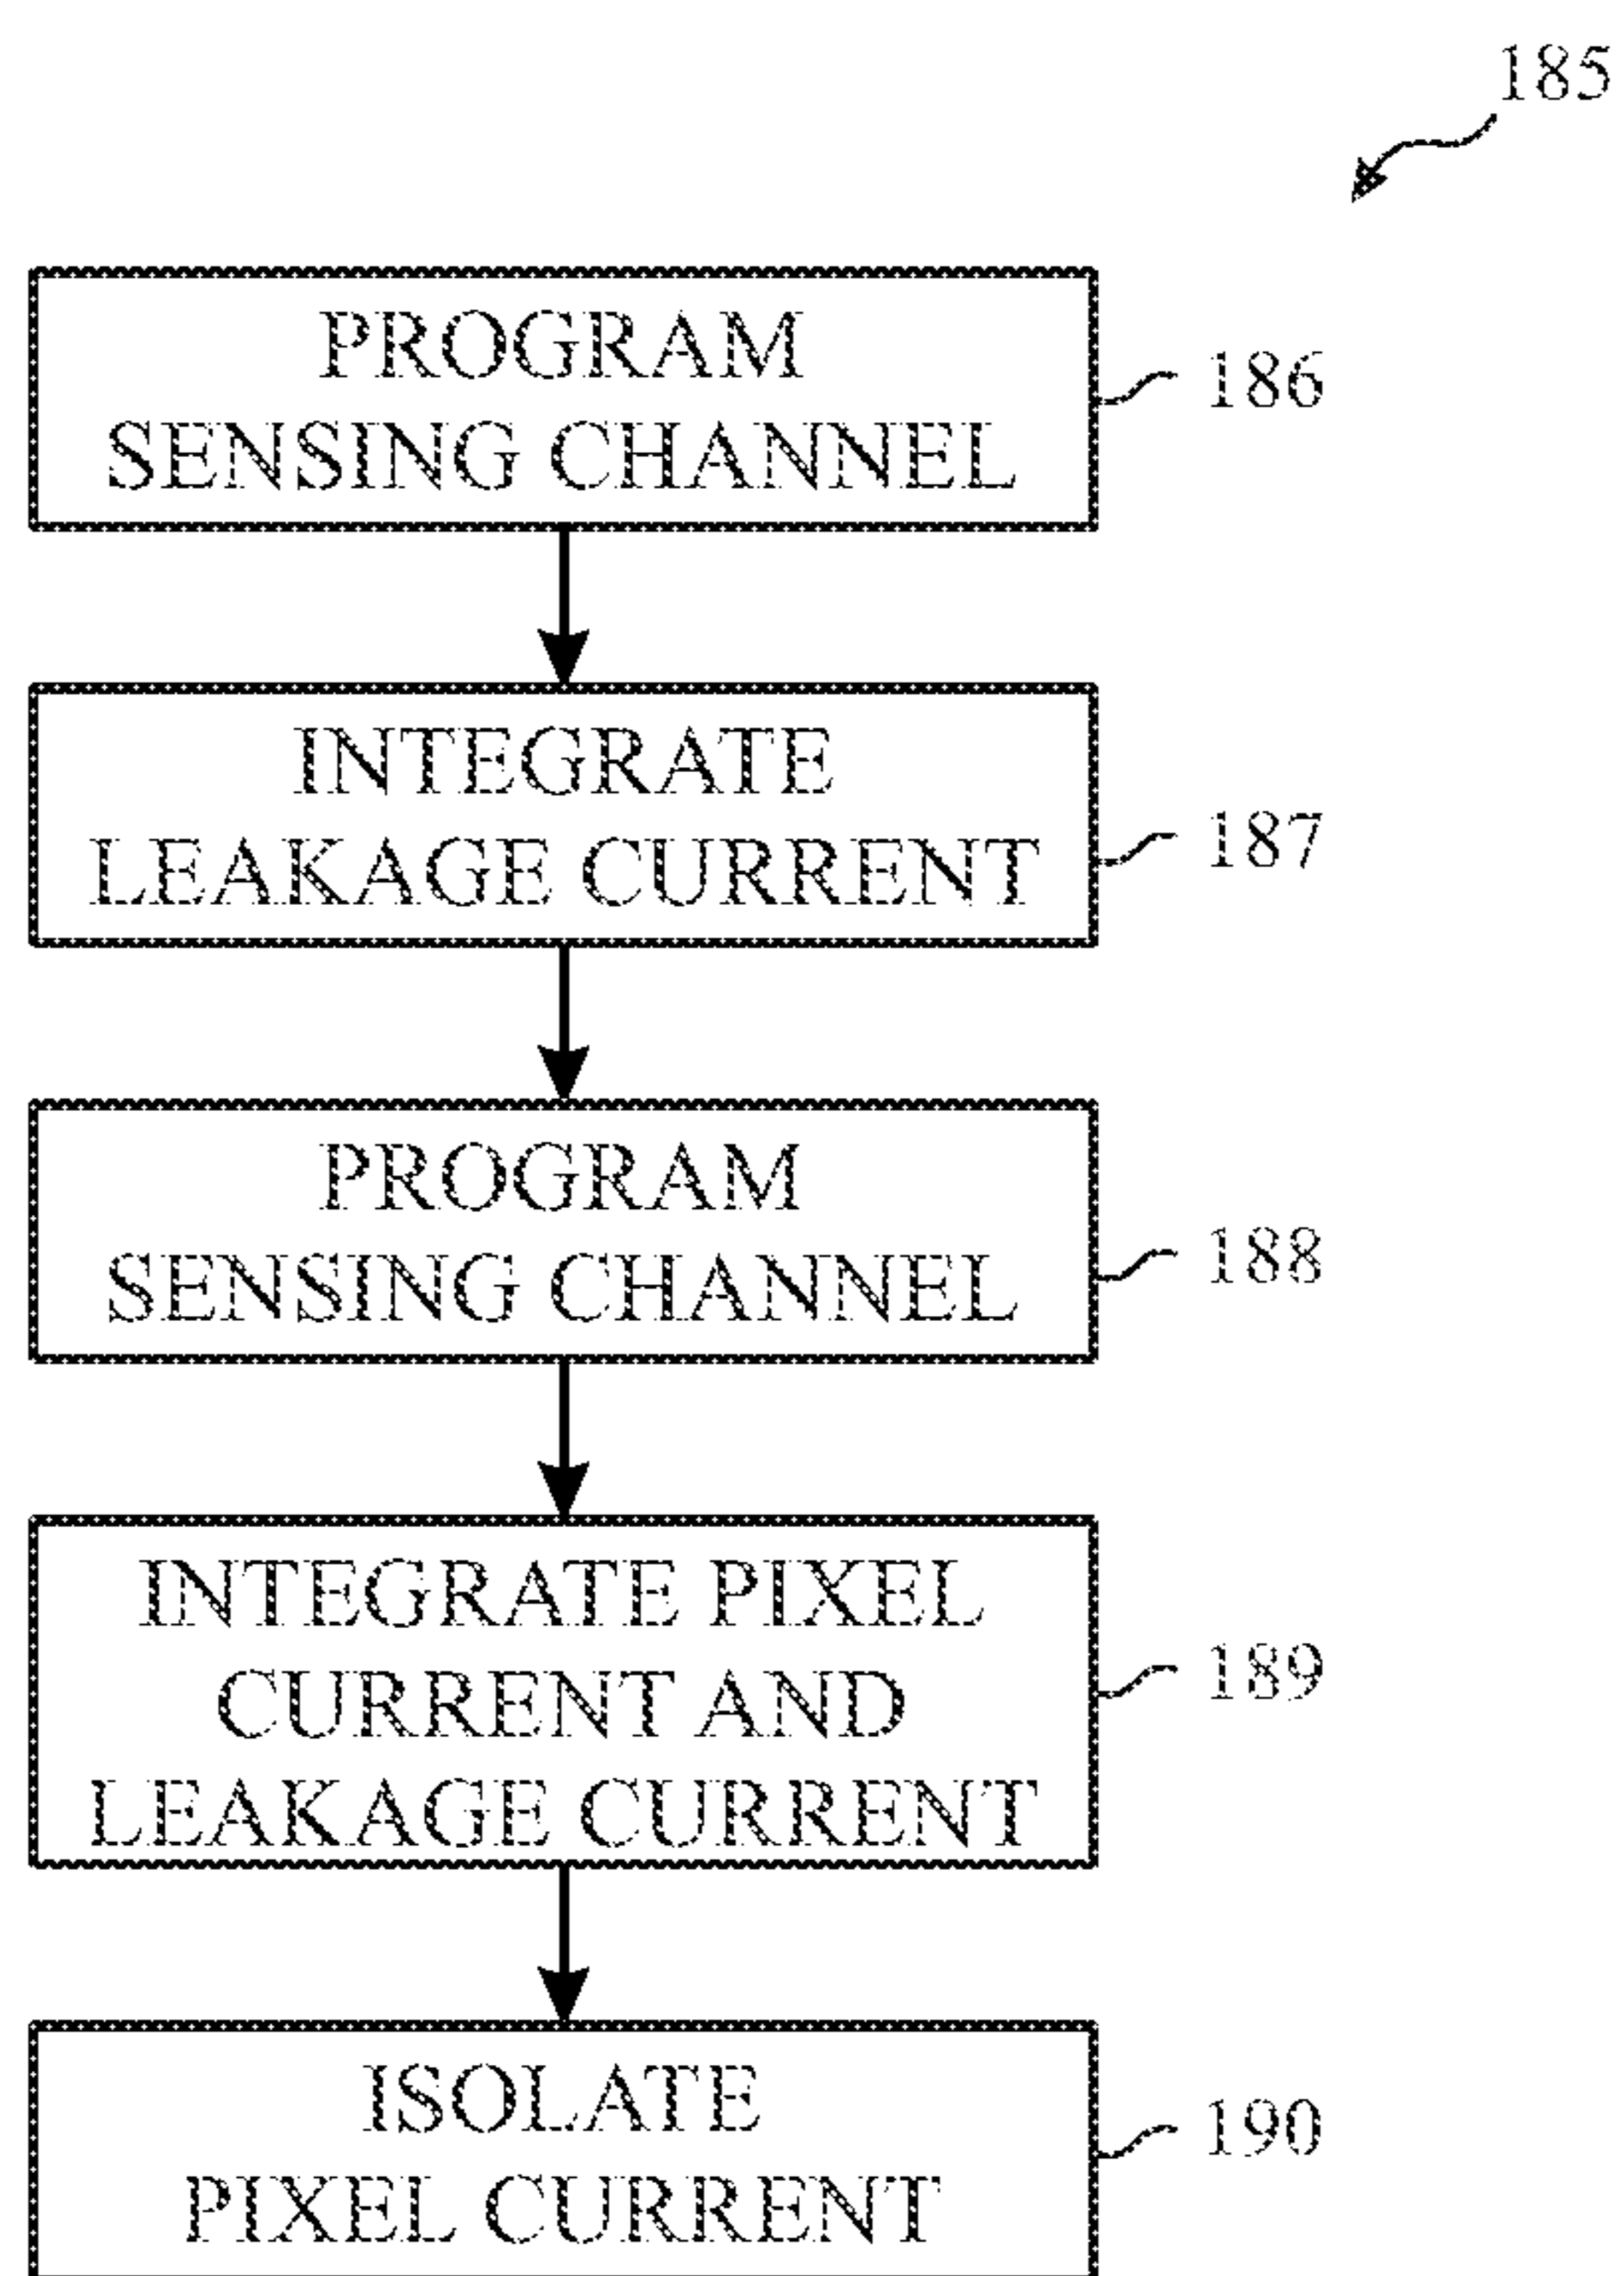 185
PROGRAM
SENSING CHANNEL
186
INTEGRATE
LEAKAGE CURRENT
187
PROGRAM
SENSING CHANNEL
188
INTEGRATE PIXEL
CURRENT AND
LEAKAGE CURRENT
189
ISOLATE
PIXEL CURRENT
190